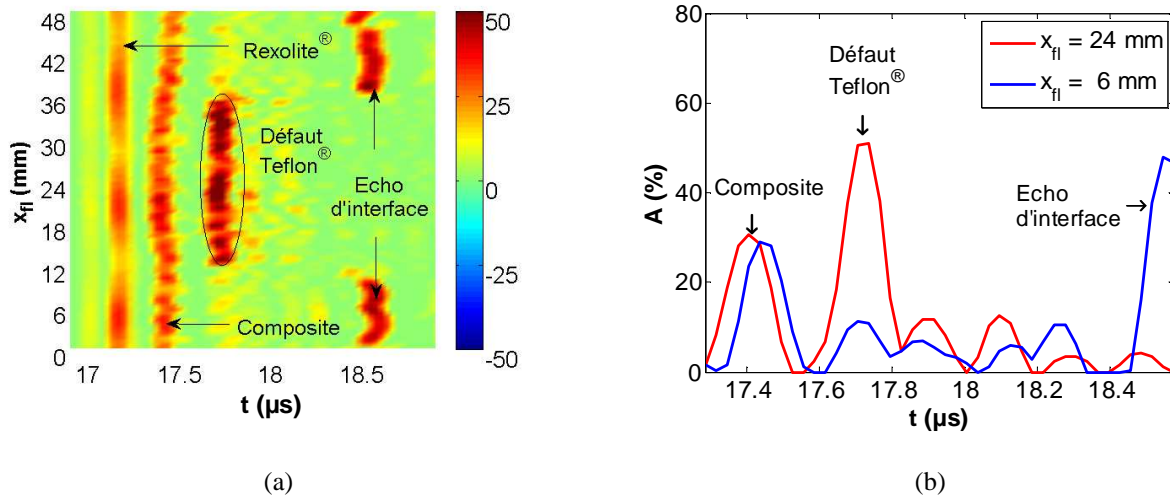 48
42
36
30
24
18
12
6
0
x_fl (mm)
17
17.5
18
18.5
t (µs)
Rexolite®
Défaut
Teflon®
Echo
d'interface
Composite
50
25
0
-25
-50
(a)
80
60
40
20
0
A (%)
17.4
17.6
17.8
18
18.2
18.4
t (µs)
Composite
Défaut
Teflon®
Echo
d'interface
x_fl = 24 mm
x_fl = 6 mm
(b)